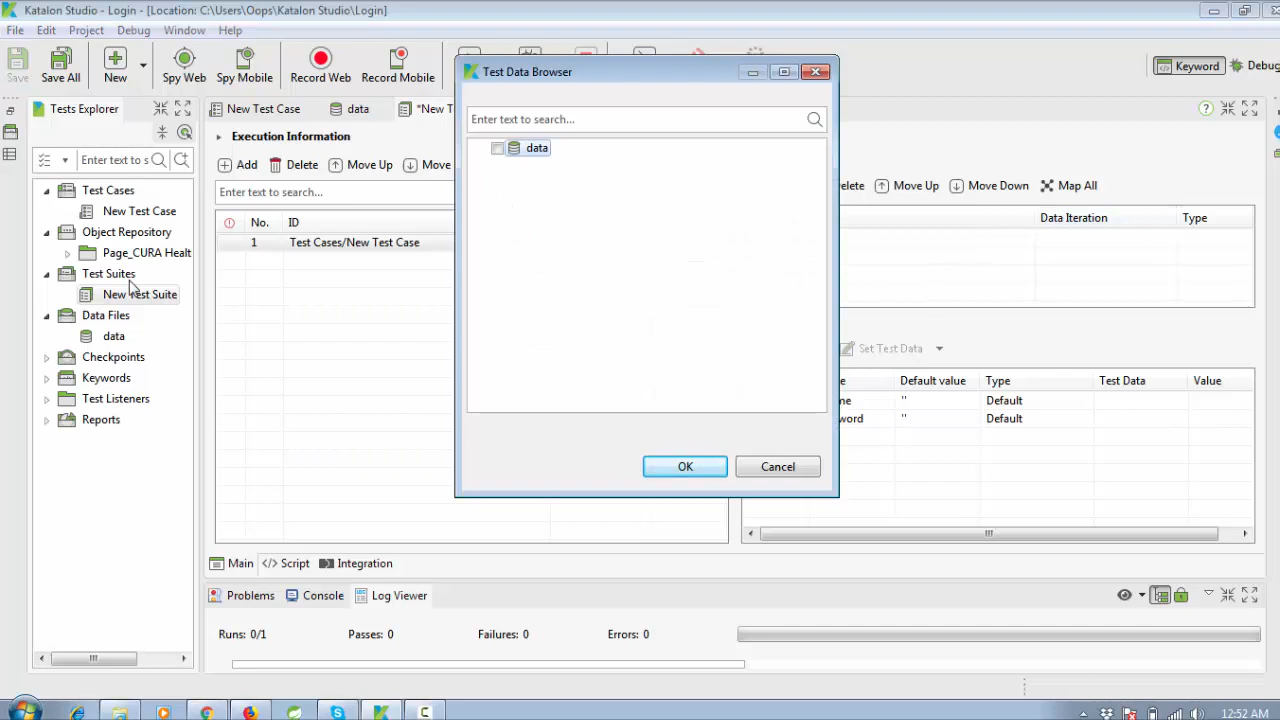 Katalon Studio - Login - [Location: C:\Users\Oops\Katalon Studio\Login]
File Edit Project Debug Window Help
Save Save All New Spy Web Spy Mobile Record Web Record Mobile
Keyword Debug
Test Data Browser
Tests Explorer
New Test Case data *New T
Enter text to search...
Execution Information
Enter text to s
Add Delete Move Up Move
data
elete Move Up Move Down Map All
Enter text to search...
Test Cases
New Test Case
Object Repository
Page_CURA Healt
Test Suites
New Test Suite
Data Files
data
Checkpoints
Keywords
Test Listeners
Reports
No. ID
1 Test Cases/New Test Case
Data Iteration Type
Set Test Data
e Default value Type Test Data Value
me '' Default
word '' Default
OK Cancel
Main </> Script Integration
Problems Console Log Viewer
Runs: 0/1 Passes: 0 Failures: 0 Errors: 0
12:52 AM